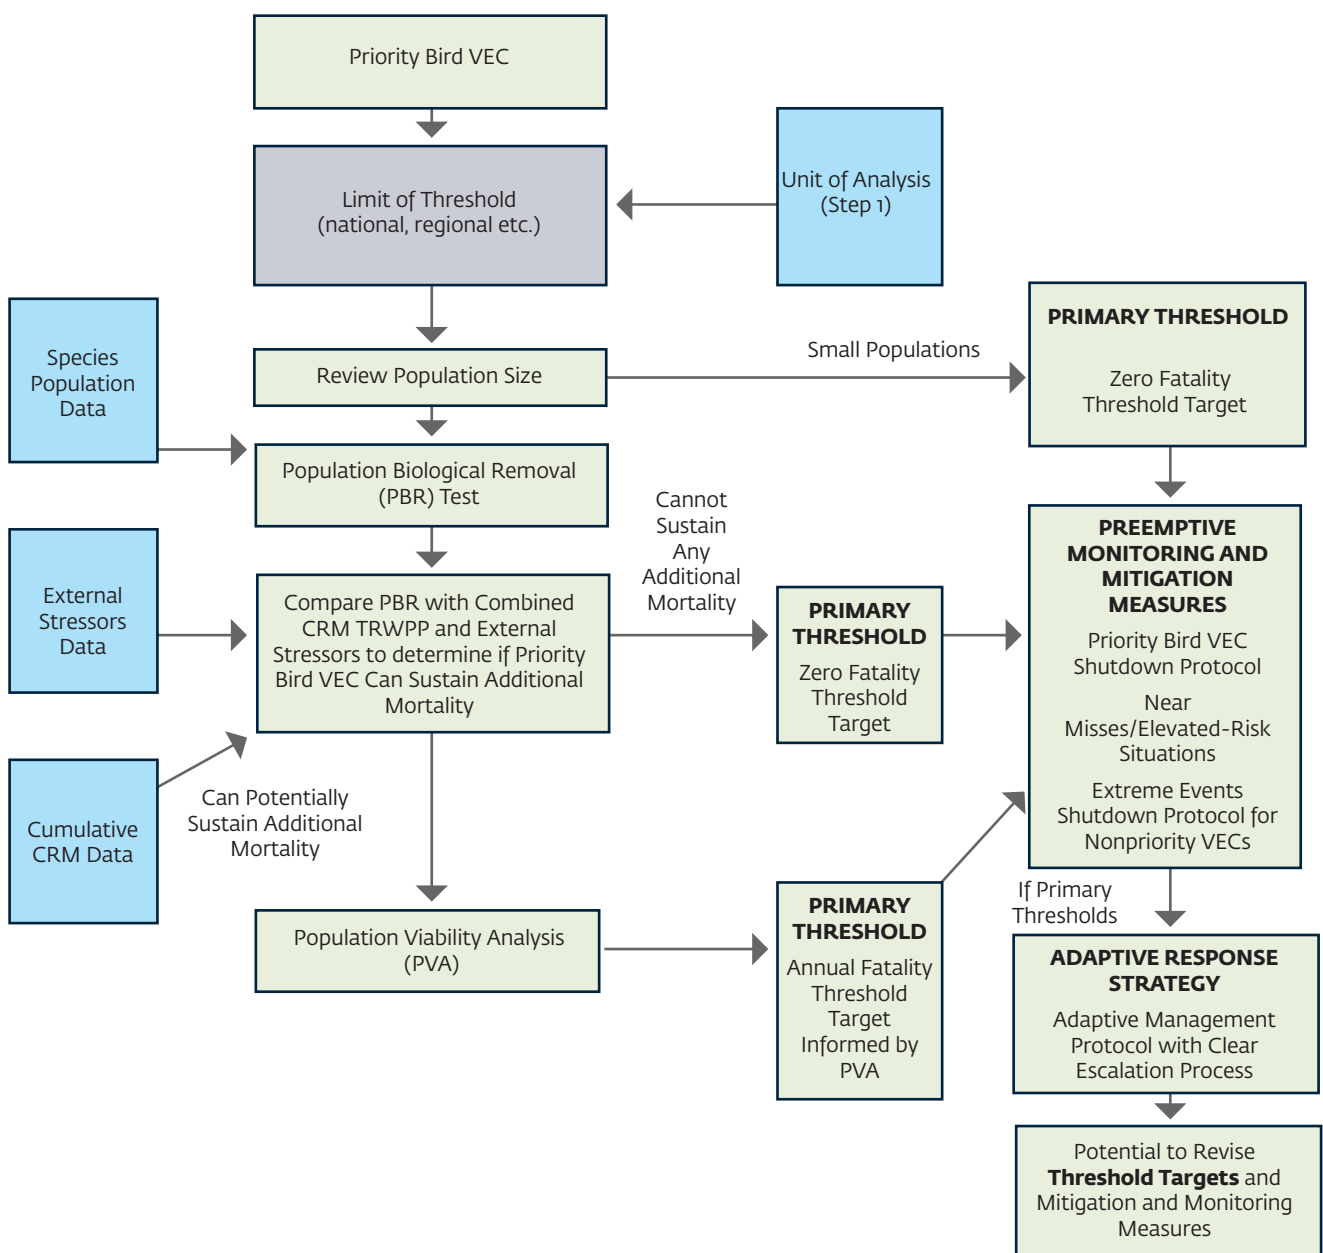 Priority Bird VEC
Limit of Threshold
(national, regional etc.)
Unit of Analysis
(Step 1)
Species
Population
Data
Review Population Size
Small Populations
PRIMARY THRESHOLD
Zero Fatality
Threshold Target
Population Biological Removal
(PBR) Test
Cannot
Sustain
Any
Additional
Mortality
External
Stressors
Data
Compare PBR with Combined
CRM TRWPP and External
Stressors to determine if Priority
Bird VEC Can Sustain Additional
Mortality
PRIMARY
THRESHOLD
Zero Fatality
Threshold
Target
PREEMPTIVE
MONITORING AND
MITIGATION
MEASURES
Priority Bird VEC
Shutdown Protocol
Near
Misses/Elevated-Risk
Situations
Extreme Events
Shutdown Protocol for
Nonpriority VECs
Cumulative
CRM Data
Can Potentially
Sustain Additional
Mortality
Population Viability Analysis
(PVA)
PRIMARY
THRESHOLD
Annual Fatality
Threshold
Target
Informed by
PVA
If Primary
Thresholds
ADAPTIVE RESPONSE
STRATEGY
Adaptive Management
Protocol with Clear
Escalation Process
Potential to Revise
Threshold Targets and
Mitigation and Monitoring
Measures